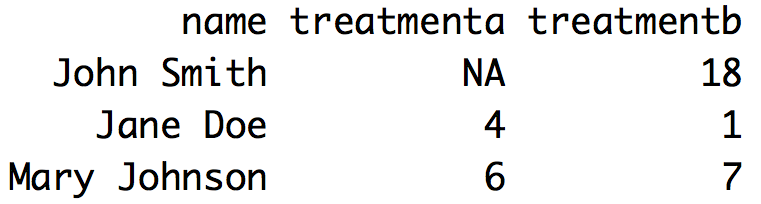 name treatmenta treatmentb
John Smith NA 18
Jane Doe 4 1
Mary Johnson 6 7